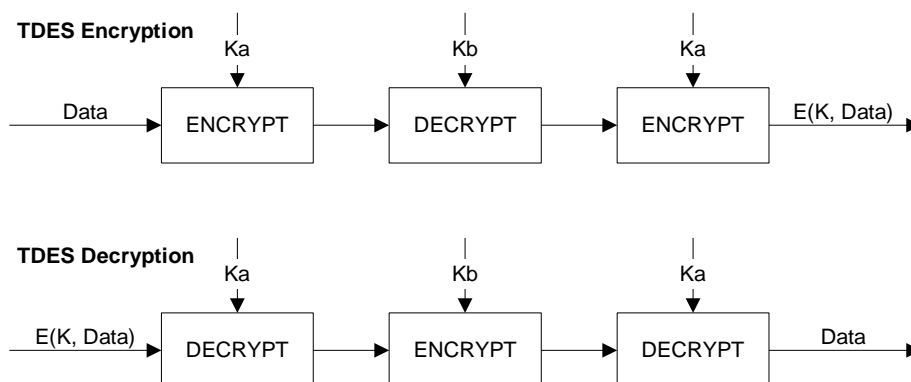 TDES Encryption
Ka Kb Ka
Data ENCRYPT DECRYPT ENCRYPT E(K, Data)
TDES Decryption
Ka Kb Ka
E(K, Data) DECRYPT ENCRYPT DECRYPT Data